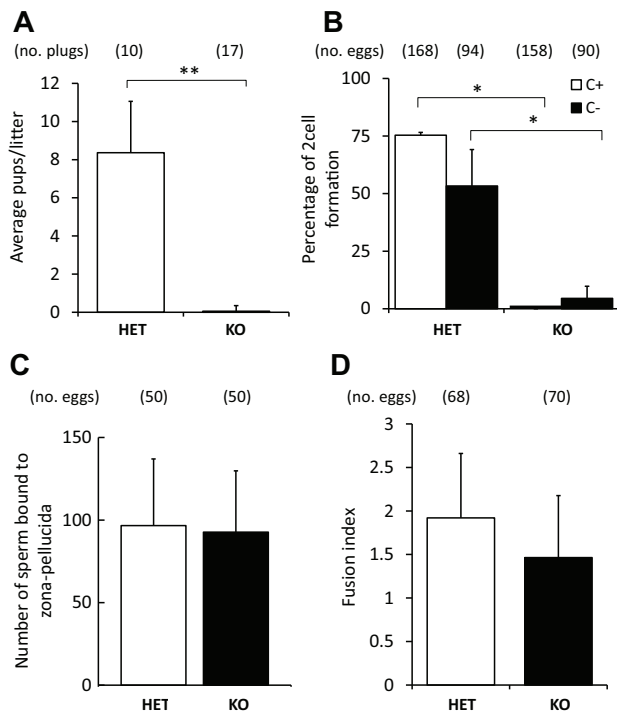 A
(no. plugs) (10) (17)
**
Average pups/litter
12
10
8
6
4
2
0
HET KO
B
(no. eggs) (168) (94) (158) (90)
C+
C-
*
*
Percentage of 2cell
formation
100
75
50
25
0
HET KO
C
(no. eggs) (50) (50)
Number of sperm bound to
zona-pellucida
150
100
50
0
HET KO
D
(no. eggs) (68) (70)
Fusion index
3
2.5
2
1.5
1
0.5
0
HET KO